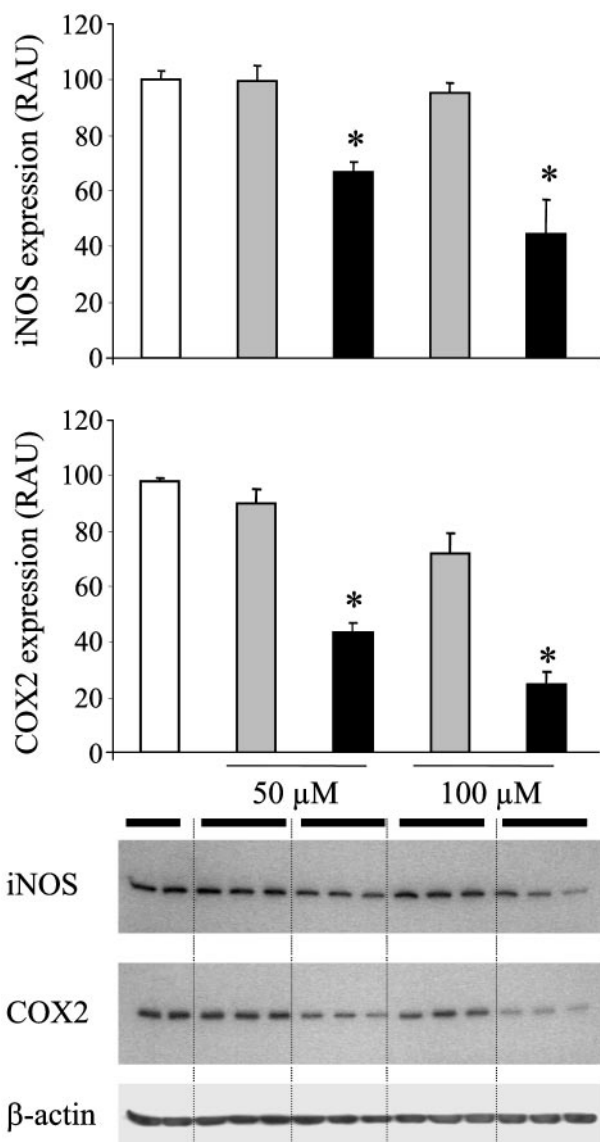 iNOS expression (RAU)
120
100
80
60
40
20
0
*
*
COX2 expression (RAU)
120
100
80
60
40
20
0
*
*
50 µM
100 µM
iNOS
COX2
β-actin